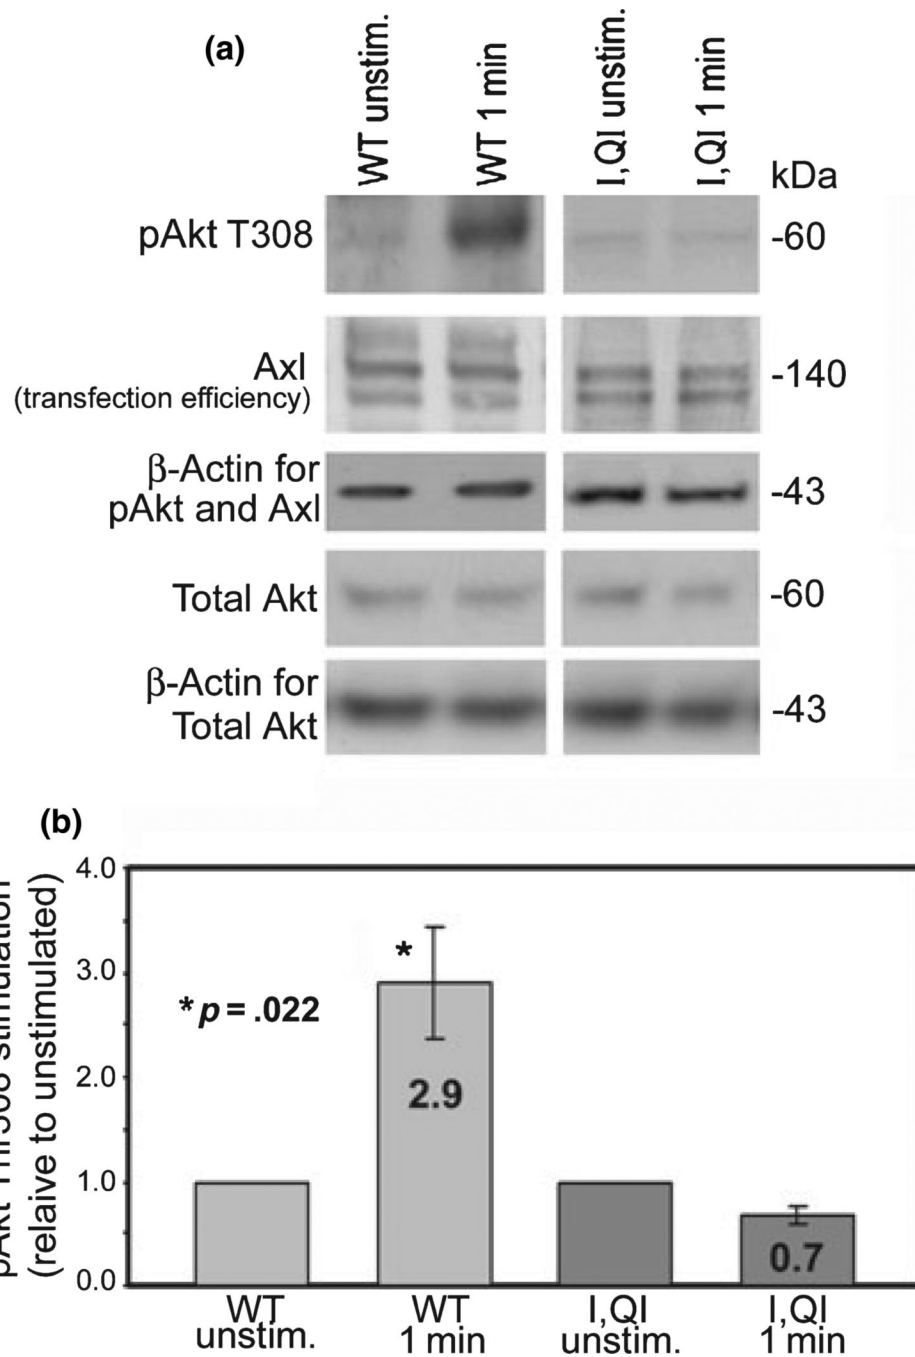 (a)
WT unstim.
WT 1 min
I,QI unstim.
I,QI 1 min
kDa
pAkt T308
-60
Axl
(transfection efficiency)
-140
β-Actin for
pAkt and Axl
-43
Total Akt
-60
β-Actin for
Total Akt
-43
(b)
stimulation
(relaive to unstimulated)
4.0
3.0
2.0
1.0
0.0
*
* p = .022
2.9
0.7
WT
unstim.
WT
1 min
I,QI
unstim.
I,QI
1 min